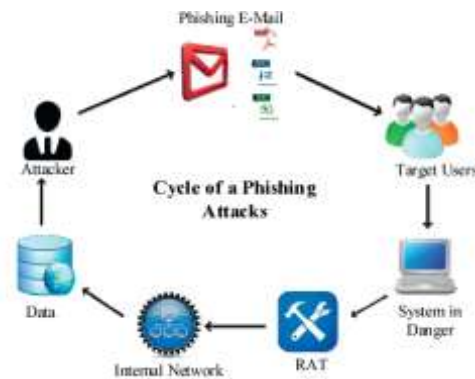 Phishing E-Mail
Attacker
Target Users
Cycle of a Phishing
Attacks
Data
System in
Danger
Internal Network
RAT